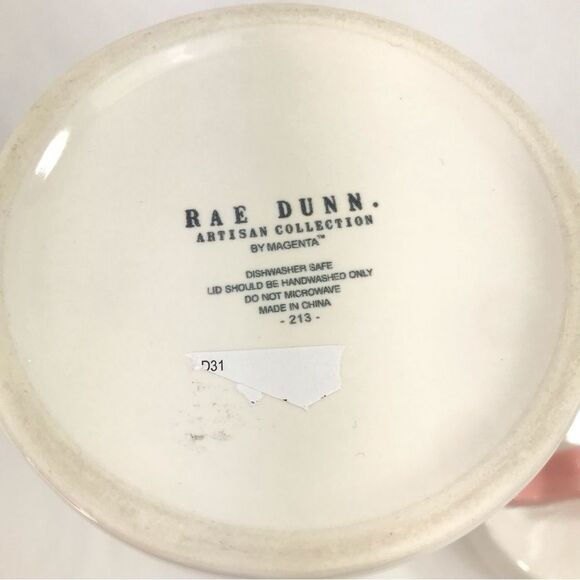 RAE DUNN.
ARTISAN COLLECTION
BY MAGENTA™
DISHWASHER SAFE
LID SHOULD BE HANDWASHED ONLY
DO NOT MICROWAVE
MADE IN CHINA
- 213 -
D31